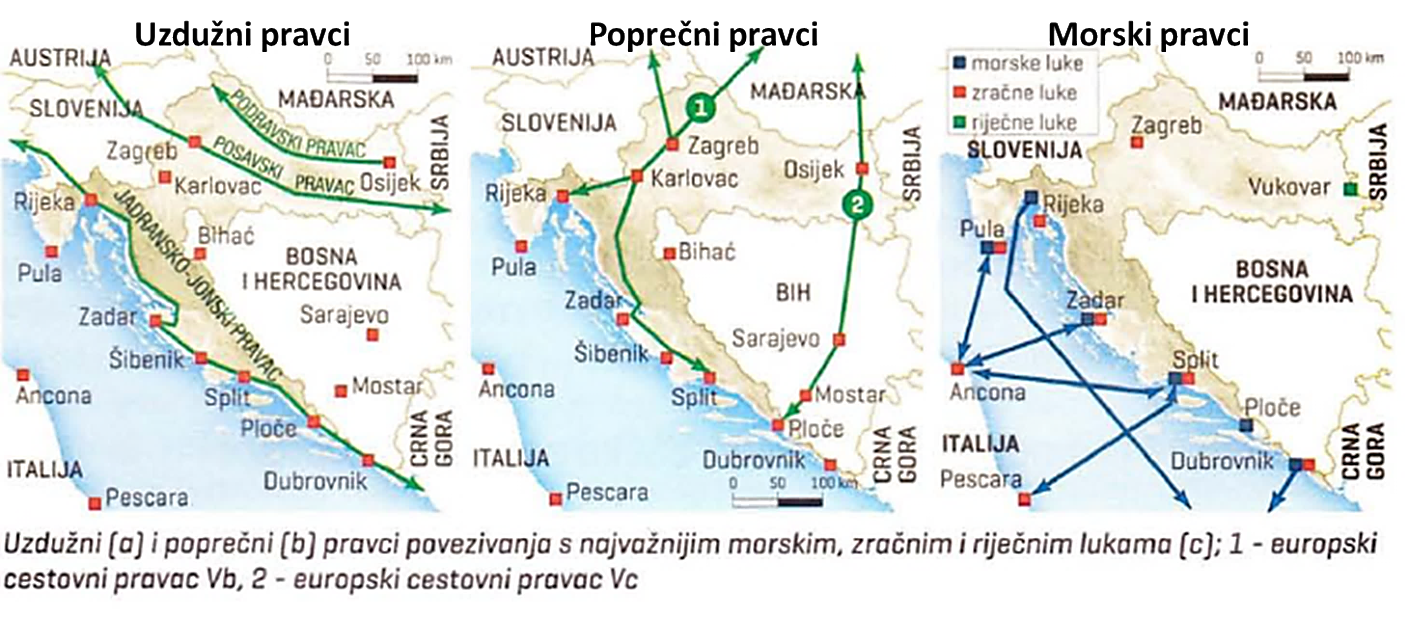 Uzdužni pravci
AUSTRIJA
0 50 100 km
SLOVENIJA
MAĐARSKA
PODRAVSKI PRAVAC
POSAVSKI PRAVAC
Zagreb
Karlovac
Osijek
SRBIJA
Rijeka
JADRANSKO-JONSKI PRAVAC
Pula
Bihać
BOSNA
I HERCEGOVINA
Zadar
Sarajevo
Šibenik
Ancona
Split
Mostar
Ploče
CRNA
GORA
ITALIJA
Dubrovnik
Pescara
Poprečni pravci
AUSTRIJA
1
MAĐARSKA
SLOVENIJA
Zagreb
Osijek
SRBIJA
Karlovac
Rijeka
2
Pula
Bihać
BIH
Zadar
Sarajevo
Šibenik
Ancona
Split
Mostar
Ploče
CRNA
GORA
ITALIJA
Dubrovnik
0 50 100 km
Pescara
Morski pravci
morske luke
zračne luke
riječne luke
0 50 100 km
MAĐARSKA
Zagreb
SLOVENIJA
SRBIJA
Vukovar
Rijeka
Pula
BOSNA
I HERCEGOVINA
Zadar
Split
Ancona
Ploče
ITALIJA
Dubrovnik
CRNA
GORA
Pescara
Uzdužni (a) i poprečni (b) pravci povezivanja s najvažnijim morskim, zračnim i riječnim lukama (c); 1 - europski
cestovni pravac Vb, 2 - europski cestovni pravac Vc